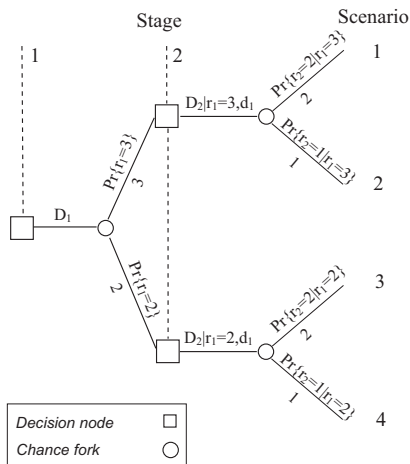 Stage
Scenario
1
2
Pr{r₂=2|r₁=3}
2
1
D₂|r₁=3,d₁
Pr{r₂=1|r₁=3}
1
2
Pr{r₁=3}
3
D₁
Pr{r₁=2}
2
Pr{r₂=2|r₁=2}
2
3
D₂|r₁=2,d₁
Pr{r₂=1|r₁=2}
1
4
Decision node
Chance fork